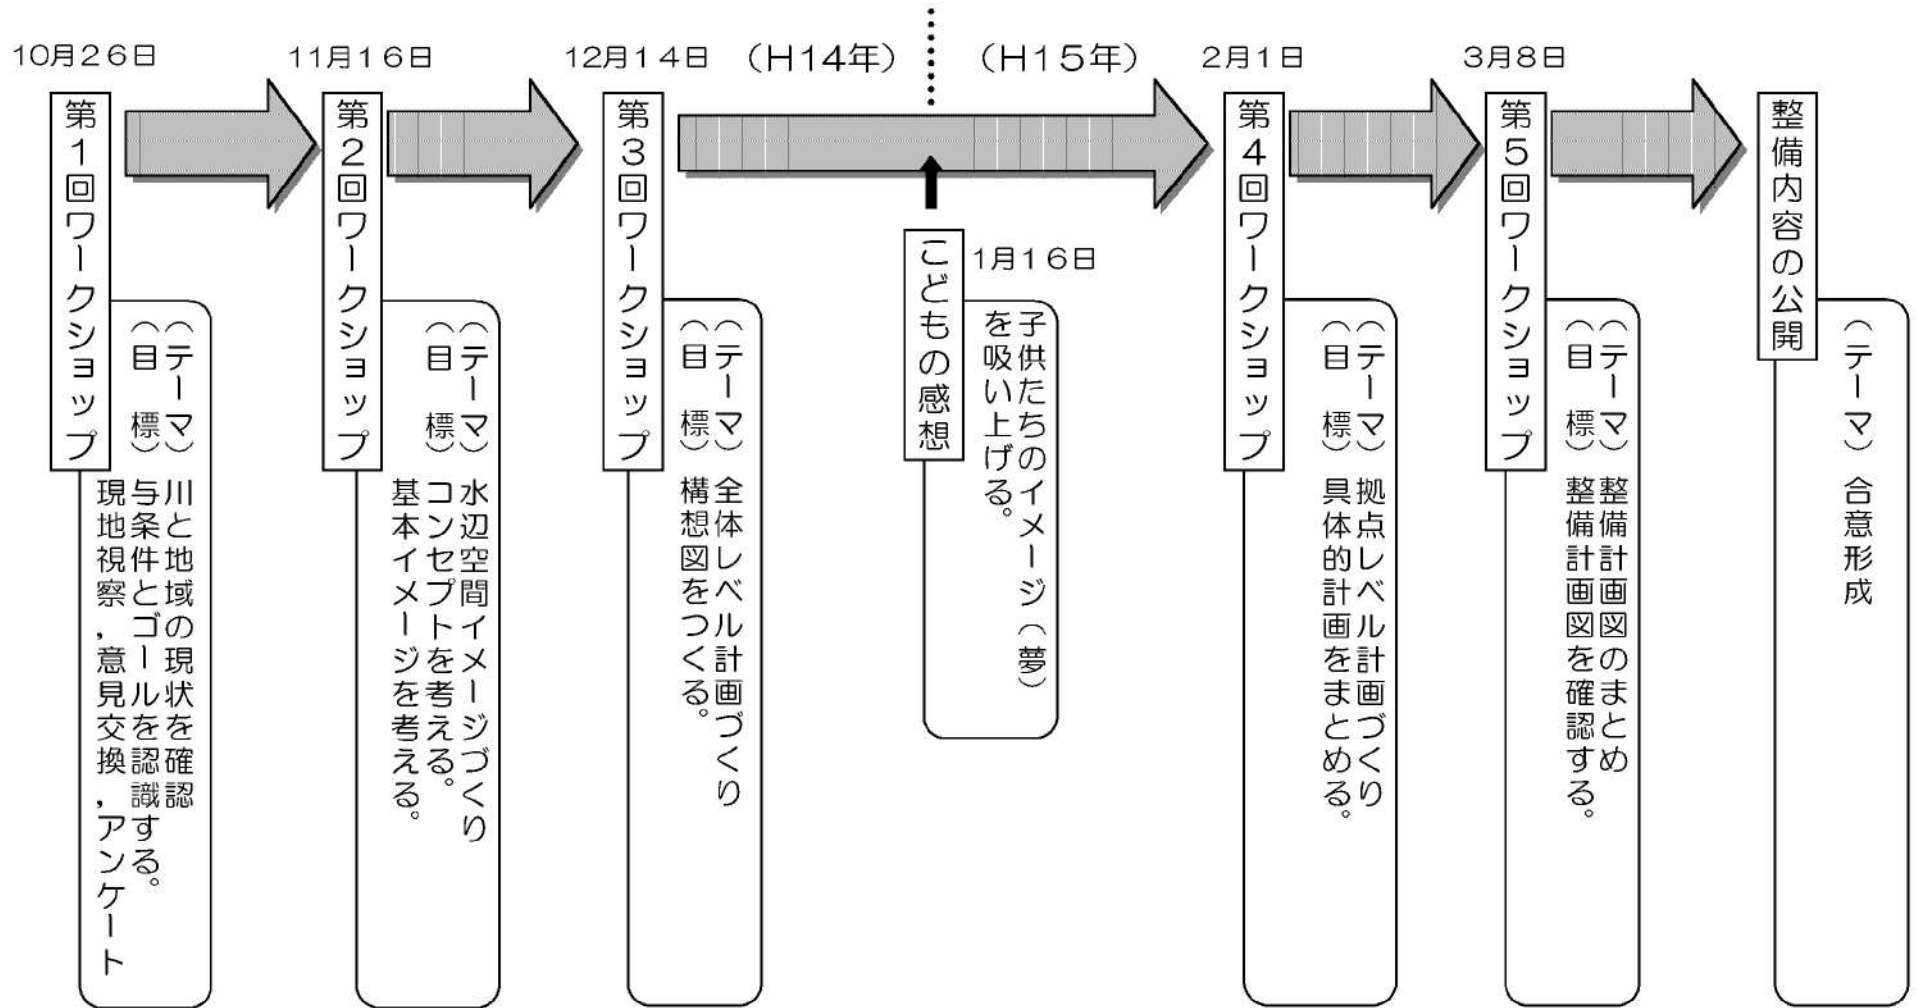 10月26日
第1回ワークショップ
（テーマ） 川と地域の現状を確認
（目　標） 与条件とゴールを認識する。
現地視察，意見交換，アンケート
11月16日
第2回ワークショップ
（テーマ） 水辺空間イメージづくり
（目　標） コンセプトを考える。
基本イメージを考える。
12月14日
第3回ワークショップ
（テーマ） 全体レベル計画づくり
（目　標） 構想図をつくる。
（H14年）
（H15年）
こどもの感想
1月16日
子供たちのイメージ（夢）
を吸い上げる。
2月1日
第4回ワークショップ
（テーマ） 拠点レベル計画づくり
（目　標） 具体的計画をまとめる。
3月8日
第5回ワークショップ
（テーマ） 整備計画図のまとめ
（目　標） 整備計画図を確認する。
整備内容の公開
（テーマ） 合意形成